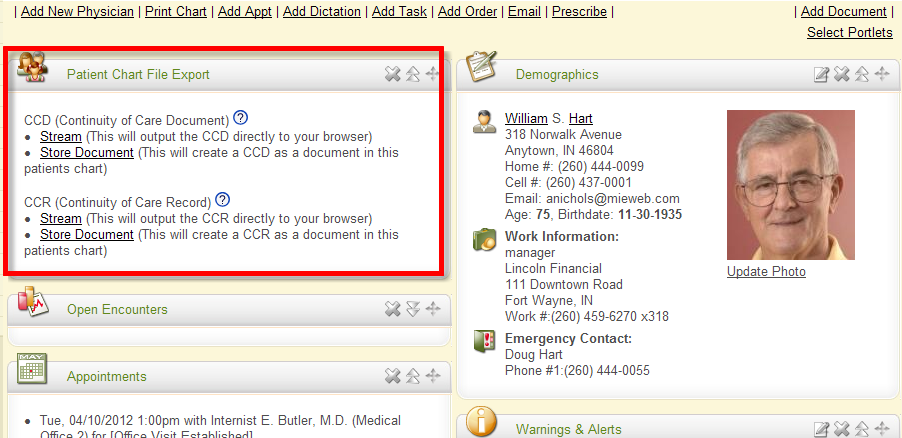 | Add New Physician | Print Chart | Add Appt | Add Dictation | Add Task | Add Order | Email | Prescribe |
| Add Document |
Select Portlets
Patient Chart File Export
CCD (Continuity of Care Document) ?
• Stream (This will output the CCD directly to your browser)
• Store Document (This will create a CCD as a document in this
patients chart)
CCR (Continuity of Care Record) ?
• Stream (This will output the CCR directly to your browser)
• Store Document (This will create a CCR as a document in this
patients chart)
Open Encounters
MAY
Appointments
• Tue, 04/10/2012 1:00pm with Internist E. Butler, M.D. (Medical
Office 2) for [Office Visit Established]
Demographics
William S. Hart
318 Norwalk Avenue
Anytown, IN 46804
Home #: (260) 444-0099
Cell #: (260) 437-0001
Email: anichols@mieweb.com
Age: 75, Birthdate: 11-30-1935
Update Photo
Work Information:
manager
Lincoln Financial
111 Downtown Road
Fort Wayne, IN
Work #:(260) 459-6270 x318
Emergency Contact:
Doug Hart
Phone #1:(260) 444-0055
Warnings & Alerts